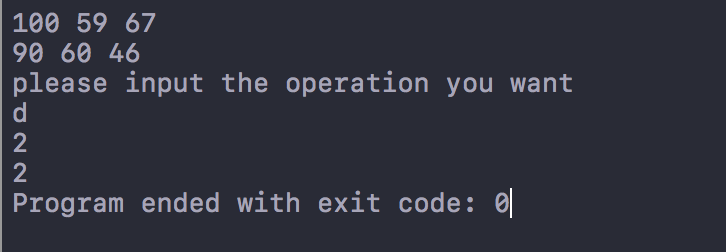 100 59 67
90 60 46
please input the operation you want
d
2
2
Program ended with exit code: 0